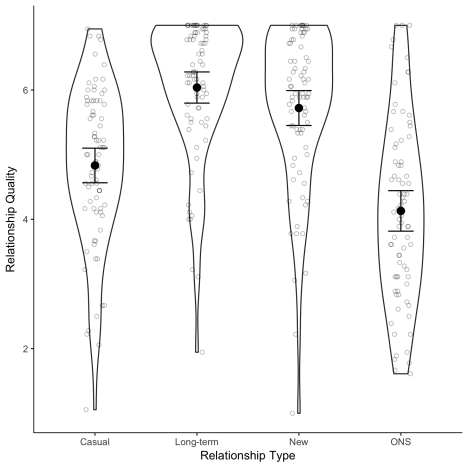 Relationship Quality
6
4
2
Casual
Long-term
New
ONS
Relationship Type